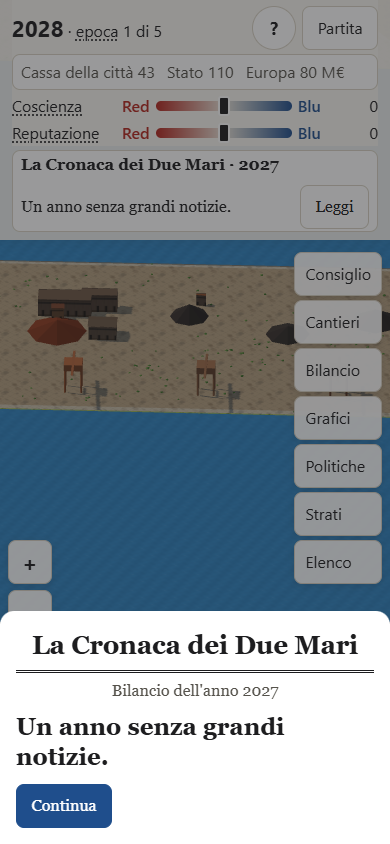 2028 · epoca 1 di 5
?
Partita
Cassa della città 43 Stato 110 Europa 80 M€
Coscienza Red Blu 0
Reputazione Red Blu 0
La Cronaca dei Due Mari · 2027
Un anno senza grandi notizie.
Leggi
Consiglio
Cantieri
Bilancio
Grafici
Politiche
Strati
Elenco
+
La Cronaca dei Due Mari
Bilancio dell'anno 2027
Un anno senza grandi
notizie.
Continua